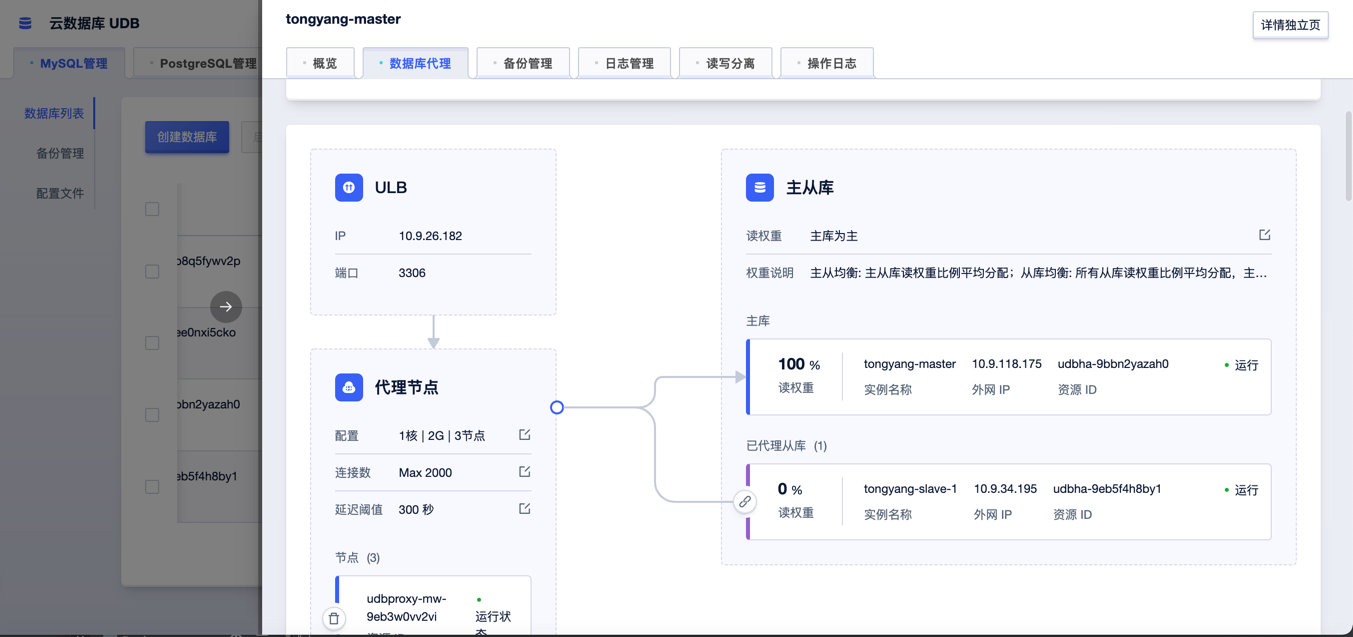 云数据库 UDB
MySQL管理
PostgreSQL管理
数据库列表
备份管理
配置文件
创建数据库
o8q5fywv2p
ee0nxi5cko
obn2yazah0
eb5f4h8by1
tongyang-master
详情独立页
概览
数据库代理
备份管理
日志管理
读写分离
操作日志
ULB
IP 10.9.26.182
端口 3306
代理节点
配置 1核 | 2G | 3节点
连接数 Max 2000
延迟阈值 300 秒
节点 (3)
udbproxy-mw-
9eb3w0vv2vi
运行状
态
主从库
读权重 主库为主
权重说明 主从均衡: 主从库读权重比例平均分配；从库均衡: 所有从库读权重比例平均分配，主...
主库
100 % tongyang-master 10.9.118.175 udbha-9bbn2yazah0 运行
读权重 实例名称 外网 IP 资源 ID
已代理从库 (1)
0 % tongyang-slave-1 10.9.34.195 udbha-9eb5f4h8by1 运行
读权重 实例名称 外网 IP 资源 ID